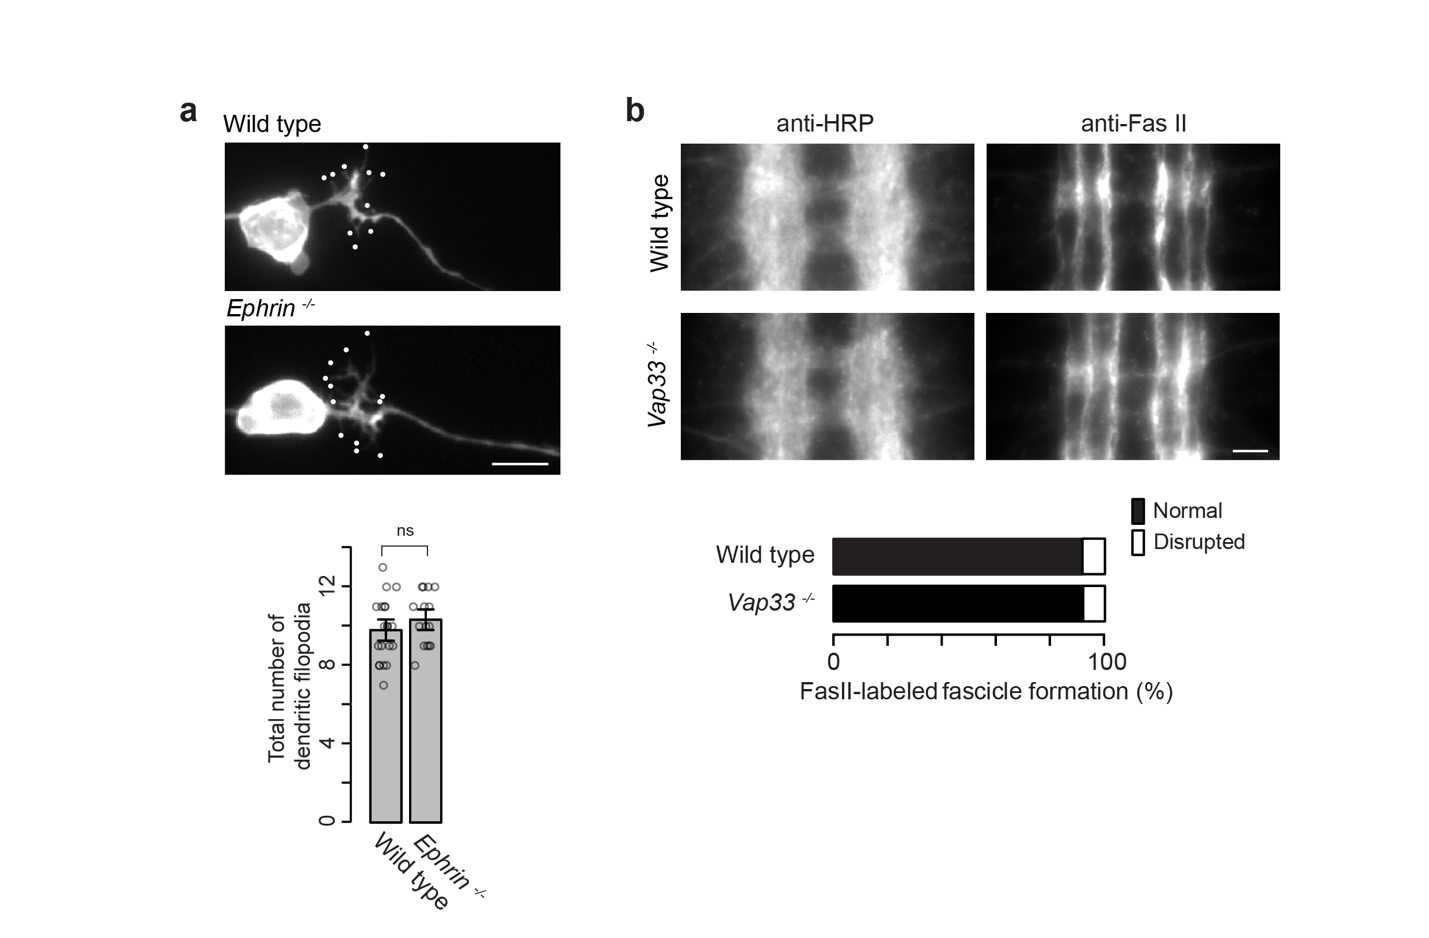 a
Wild type
Ephrin -/-
ns
12
8
4
0
Total number of
dendritic filopodia
Wild type
Ephrin -/-
b
anti-HRP
anti-Fas II
Wild type
Vap33 -/-
Normal
Disrupted
Wild type
Vap33 -/-
0
100
FasII-labeled fascicle formation (%)